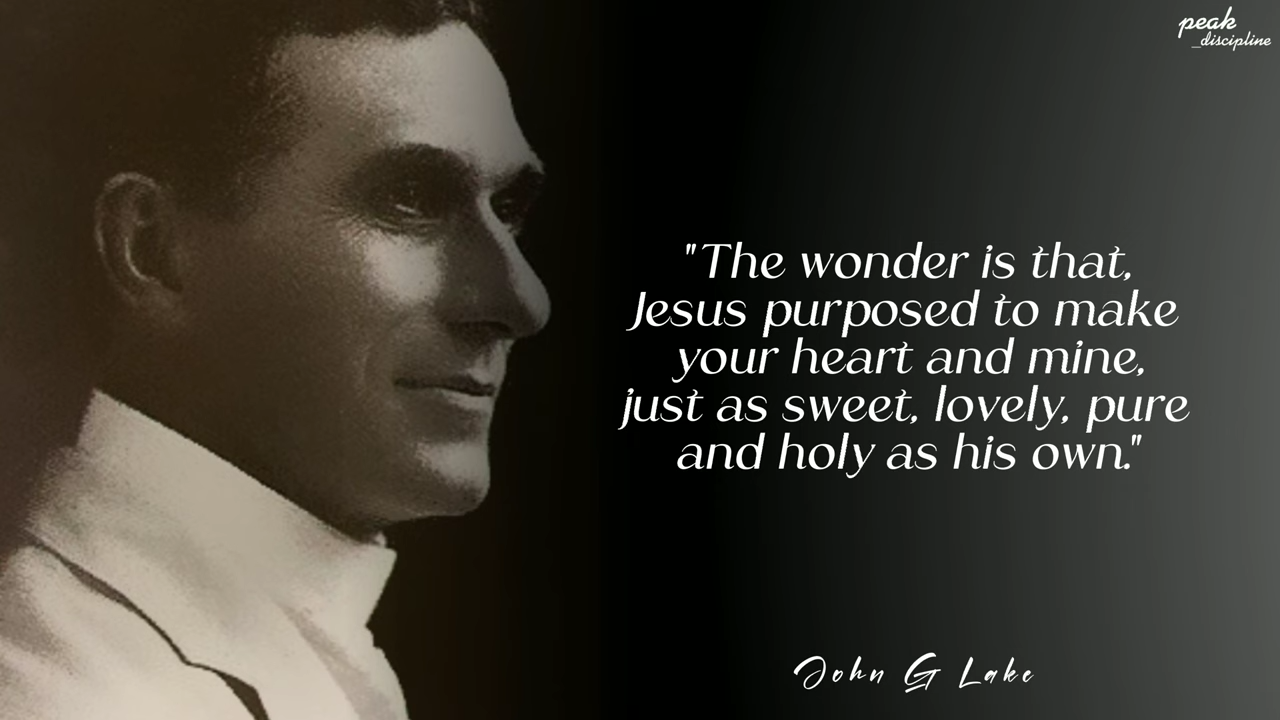 peak
_discipline
"The wonder is that,
Jesus purposed to make
your heart and mine,
just as sweet, lovely, pure
and holy as his own."
John G Lake